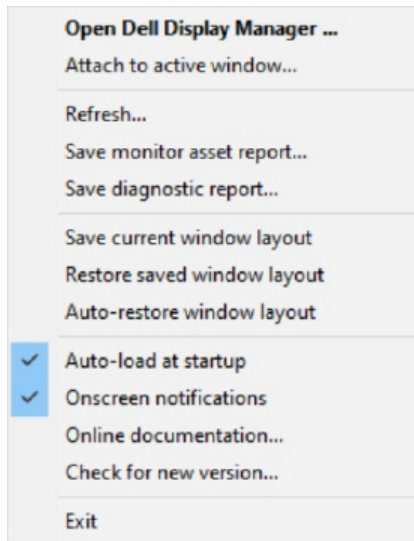 Open Dell Display Manager ...
Attach to active window...
Refresh...
Save monitor asset report...
Save diagnostic report...
Save current window layout
Restore saved window layout
Auto-restore window layout
Auto-load at startup
Onscreen notifications
Online documentation...
Check for new version...
Exit